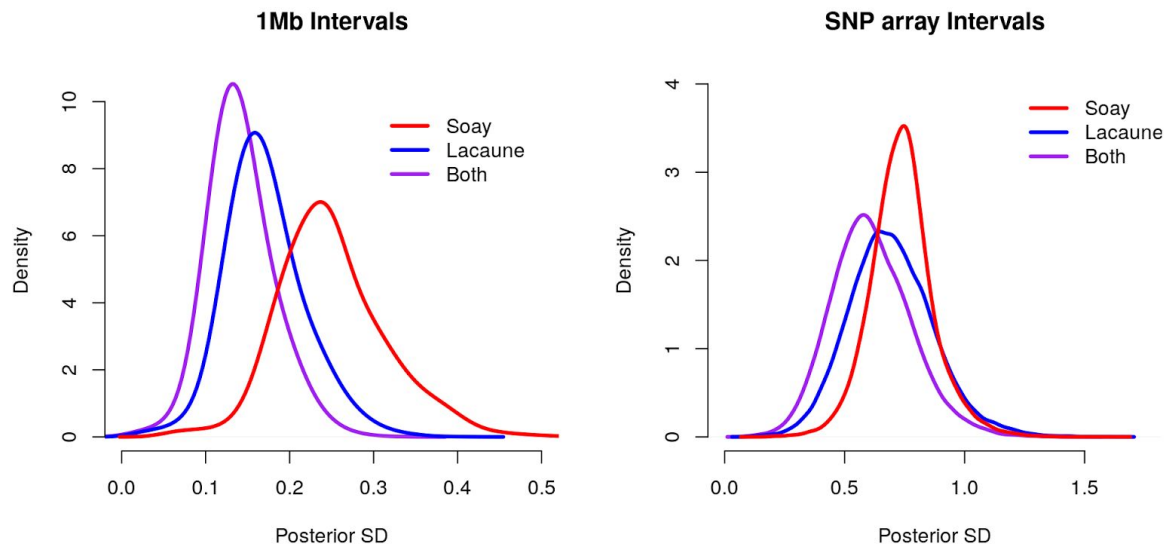 1Mb Intervals
10
8
6
4
2
0
Density
Soay
Lacaune
Both
0.0 0.1 0.2 0.3 0.4 0.5
Posterior SD
SNP array Intervals
4
3
2
1
0
Density
Soay
Lacaune
Both
0.0 0.5 1.0 1.5
Posterior SD